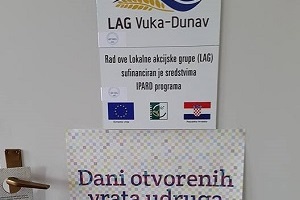 LAG Vuka-Dunav
Rad ove Lokalne akcijske grupe (LAG)
sufinanciran je sredstvima
IPARD programa
Dani otvorenih
vrata udruga